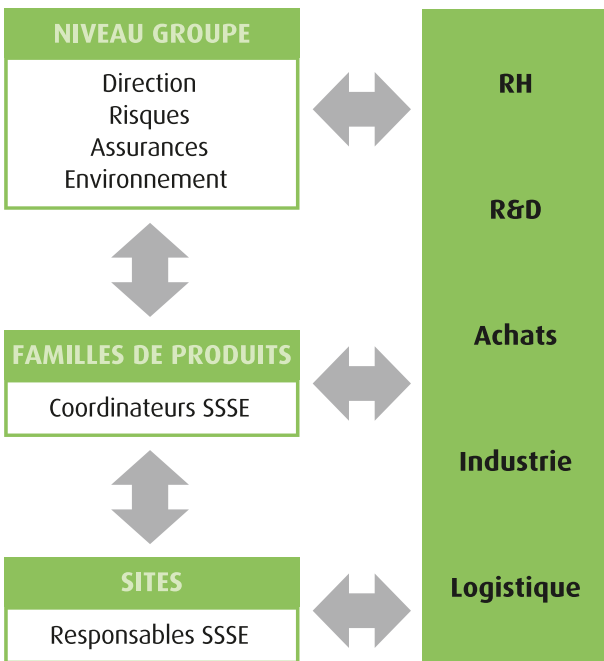 NIVEAU GROUPE
Direction
Risques
Assurances
Environnement
FAMILLES DE PRODUITS
Coordinateurs SSSE
SITES
Responsables SSSE
RH
R&D
Achats
Industrie
Logistique